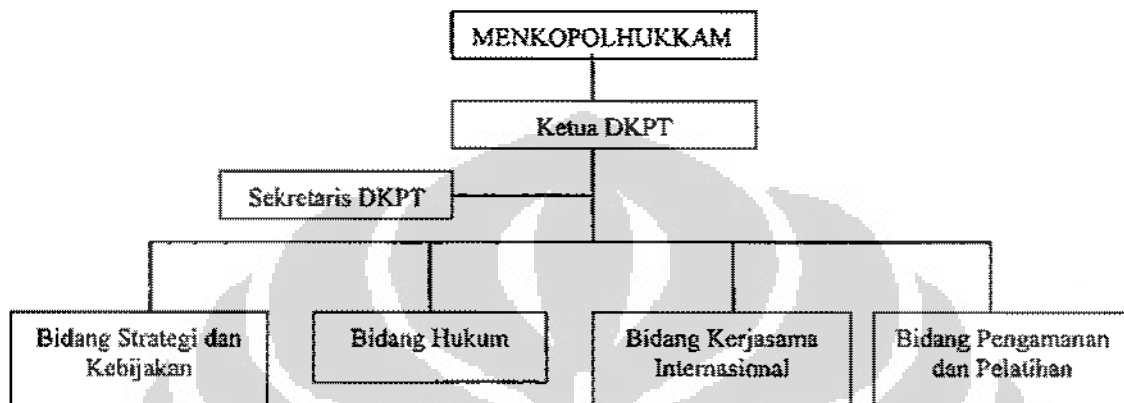 MENKOPOLHUKKAM
Ketua DKPT
Sekretaris DKPT
Bidang Strategi dan
Kebijakan
Bidang Hukum
Bidang Kerjasama
Internasional
Bidang Pengamanan
dan Pelatihan